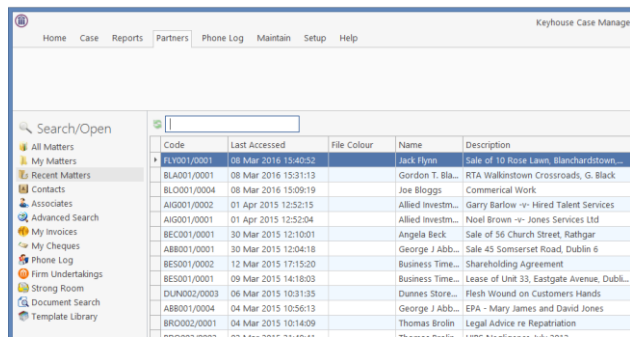 Keyhouse Case Manage
Home Case Reports Partners Phone Log Maintain Setup Help
Search/Open
All Matters
My Matters
Recent Matters
Contacts
Associates
Advanced Search
My Invoices
My Cheques
Phone Log
Firm Undertakings
Strong Room
Document Search
Template Library
Code Last Accessed File Colour Name Description
FLY001/0001 08 Mar 2016 15:40:52 Jack Flynn Sale of 10 Rose Lawn, Blanchardstown,...
BLA001/0001 08 Mar 2016 15:31:13 Gordon T. Bla... RTA Walkinstown Crossroads, G. Black
BLO001/0004 08 Mar 2016 15:09:19 Joe Bloggs Commerical Work
AIG001/0002 01 Apr 2015 12:52:15 Allied Investm... Garry Barlow -v- Hired Talent Services
AIG001/0001 01 Apr 2015 12:52:04 Allied Investm... Noel Brown -v- Jones Services Ltd
BEC001/0001 30 Mar 2015 12:10:01 Angela Beck Sale of 56 Church Street, Rathgar
ABB001/0001 30 Mar 2015 12:04:18 George J Abb... Sale 45 Somserset Road, Dublin 6
BES001/0002 12 Mar 2015 17:15:20 Business Time... Shareholding Agreement
BES001/0001 09 Mar 2015 14:18:03 Business Time... Lease of Unit 33, Eastgate Avenue, Dubli...
DUN002/0003 06 Mar 2015 10:31:35 Dunnes Store... Flesh Wound on Customers Hands
ABB001/0004 04 Mar 2015 10:56:13 George J Abb... EPA - Mary James and David Jones
BRO002/0001 04 Mar 2015 10:14:09 Thomas Brolin Legal Advice re Repatriation
Thomas Brolin